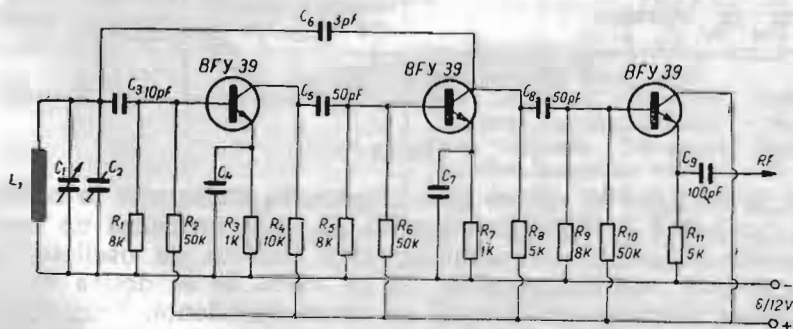 C6
3pF
BFY 39
BFY 39
BFY 39
C3 10pF
C5
50pF
C8
50pF
L1
C1
C2
C4
C7
C9
100pF
RF
R1
8K
R2
50K
R3
1K
R4
10K
R5
8K
R6
50K
R7
1K
R8
5K
R9
8K
R10
50K
R11
5K
-
6/12V
+